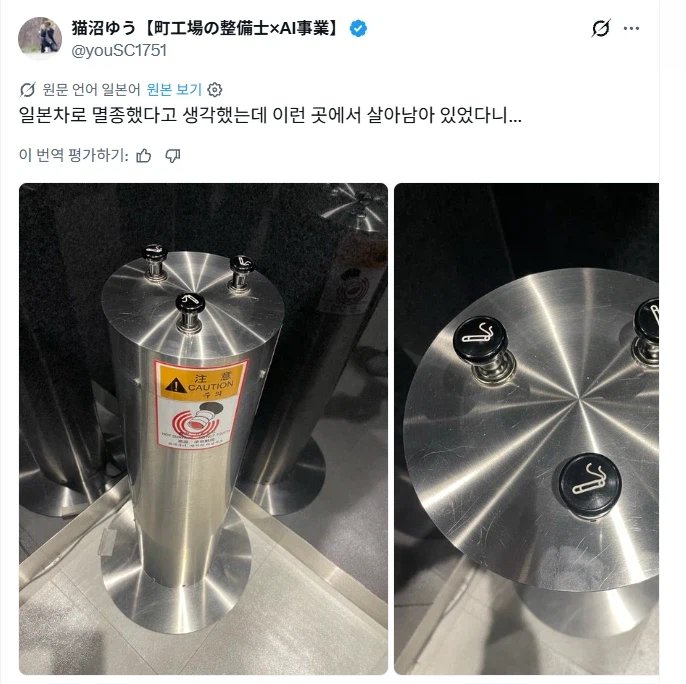 猫沼ゆう【町工場の整備士×AI事業】
@youSC1751
원문 언어 일본어 원본 보기
일본차로 멸종했다고 생각했는데 이런 곳에서 살아남아 있었다니...
이 번역 평가하기:
注 意
CAUTION
주의